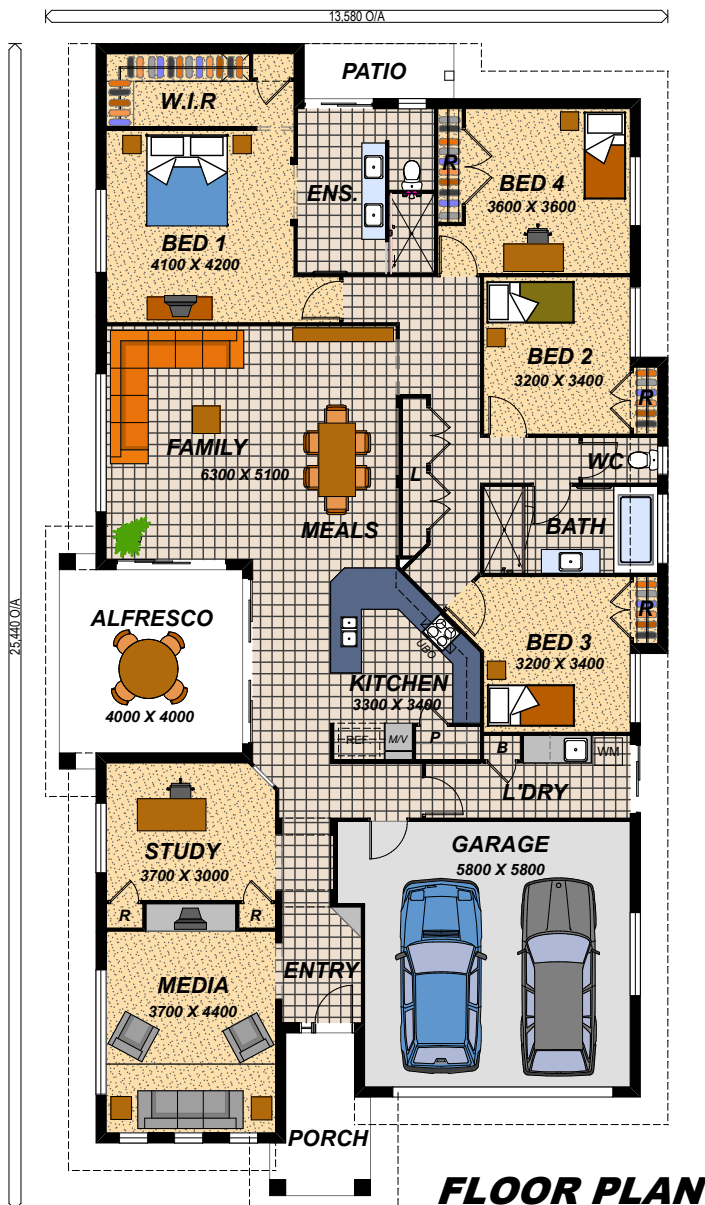 13,580 O/A
PATIO
W.I.R
ENS.
R
BED 4
3600 X 3600
BED 1
4100 X 4200
BED 2
3200 X 3400
R
FAMILY
6300 X 5100
L
WC
MEALS
BATH
25,440 O/A
ALFRESCO
4000 X 4000
UBO
BED 3
3200 X 3400
R
KITCHEN
3300 X 3400
REF.
M/V
P
B
WM
L'DRY
STUDY
3700 X 3000
R
R
GARAGE
5800 X 5800
ENTRY
MEDIA
3700 X 4400
PORCH
FLOOR PLAN